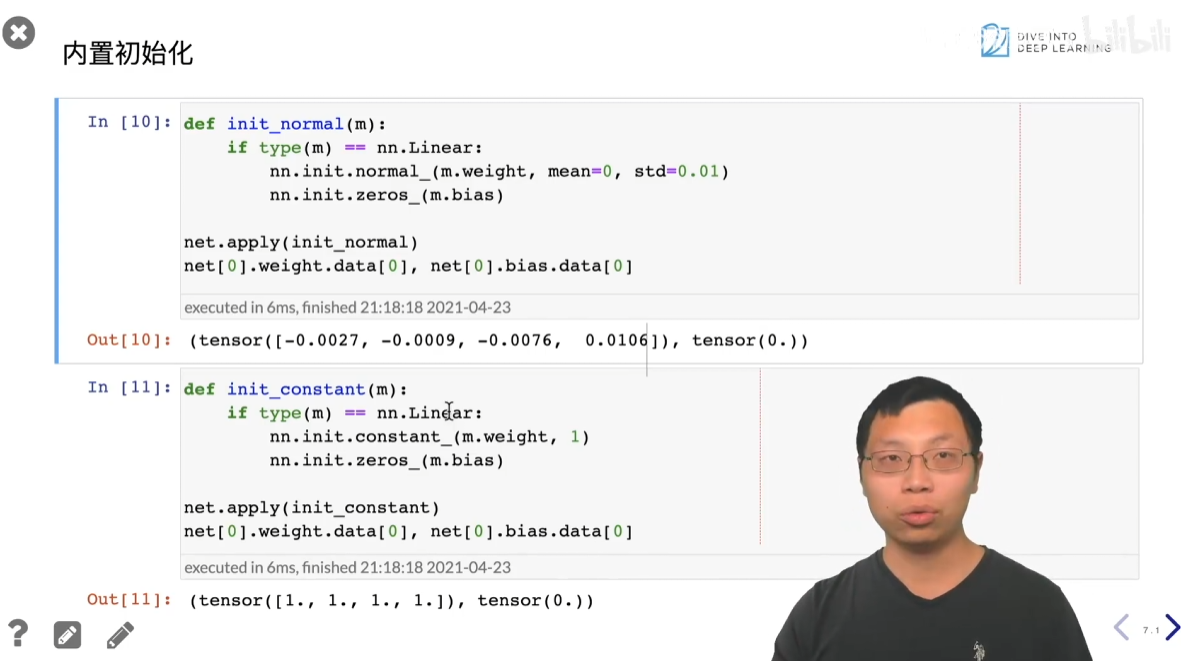 内置初始化
DIVE INTO
DEEP LEARNING
bilibili
In [10]:
def init_normal(m):
    if type(m) == nn.Linear:
        nn.init.normal_(m.weight, mean=0, std=0.01)
        nn.init.zeros_(m.bias)
net.apply(init_normal)
net[0].weight.data[0], net[0].bias.data[0]
executed in 6ms, finished 21:18:18 2021-04-23
Out[10]: (tensor([-0.0027, -0.0009, -0.0076,  0.0106]), tensor(0.))
In [11]:
def init_constant(m):
    if type(m) == nn.Linear:
        nn.init.constant_(m.weight, 1)
        nn.init.zeros_(m.bias)
net.apply(init_constant)
net[0].weight.data[0], net[0].bias.data[0]
executed in 6ms, finished 21:18:18 2021-04-23
Out[11]: (tensor([1., 1., 1., 1.]), tensor(0.))
?
7.1